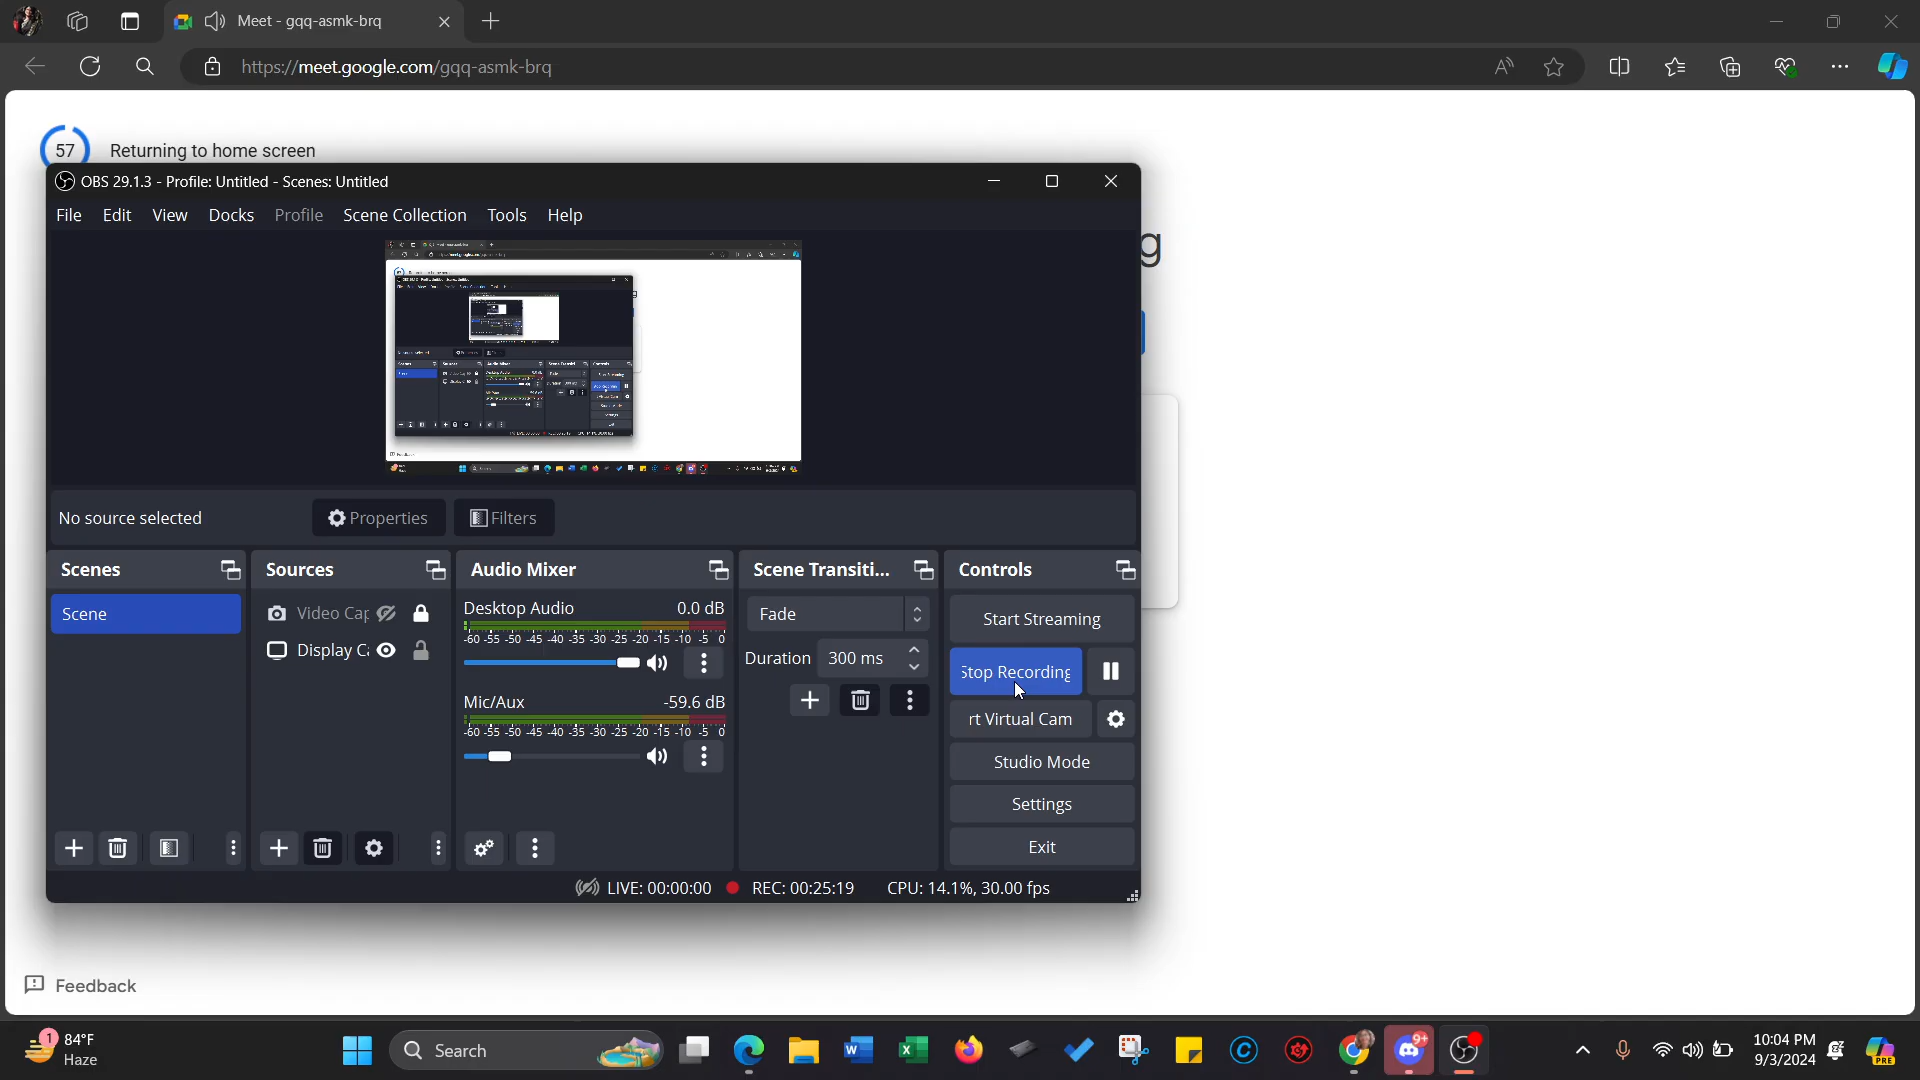 Meet - gqq-asmk-brq
https://meet.google.com/gqq-asmk-brq
57 Returning to home screen
OBS 29.1.3 - Profile: Untitled - Scenes: Untitled
File Edit View Docks Profile Scene Collection Tools Help
g
No source selected Properties Filters
Scenes Sources Audio Mixer Scene Transiti... Controls
Scene
Video Cap
Display Ca
Desktop Audio 0.0 dB
-60 -55 -50 -45 -40 -35 -30 -25 -20 -15 -10 -5 0
Mic/Aux -59.6 dB
-60 -55 -50 -45 -40 -35 -30 -25 -20 -15 -10 -5 0
Fade
Duration 300 ms
Start Streaming
Stop Recording
rt Virtual Cam
Studio Mode
Settings
Exit
LIVE: 00:00:00 REC: 00:25:19 CPU: 14.1%, 30.00 fps
Feedback
1 84°F
Haze
Search
9+
10:04 PM
9/3/2024
PRE